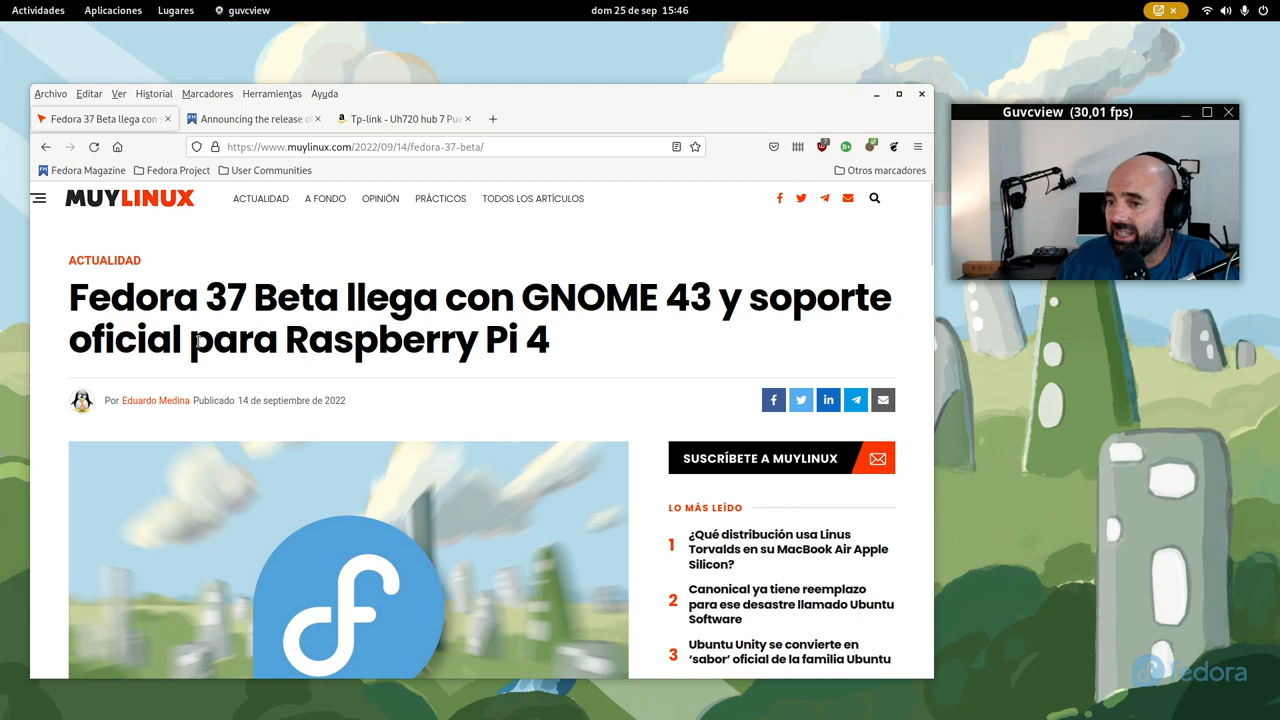 Actividades Aplicaciones Lugares guvcview dom 25 de sep 15:46
Archivo Editar Ver Historial Marcadores Herramientas Ayuda
Fedora 37 Beta llega con Announcing the release o Tp-link - Uh720 hub 7 Pue
https://www.muylinux.com/2022/09/14/fedora-37-beta/
Fedora Magazine Fedora Project User Communities Otros marcadores
MUYLINUX ACTUALIDAD A FONDO OPINIÓN PRÁCTICOS TODOS LOS ARTÍCULOS
ACTUALIDAD
Fedora 37 Beta llega con GNOME 43 y soporte
oficial para Raspberry Pi 4
Por Eduardo Medina Publicado 14 de septiembre de 2022
SUSCRÍBETE A MUYLINUX
LO MÁS LEÍDO
1 ¿Qué distribución usa Linus
Torvalds en su MacBook Air Apple
Silicon?
2 Canonical ya tiene reemplazo
para ese desastre llamado Ubuntu
Software
3 Ubuntu Unity se convierte en
‘sabor’ oficial de la familia Ubuntu
Guvcview (30,01 fps)
fedora